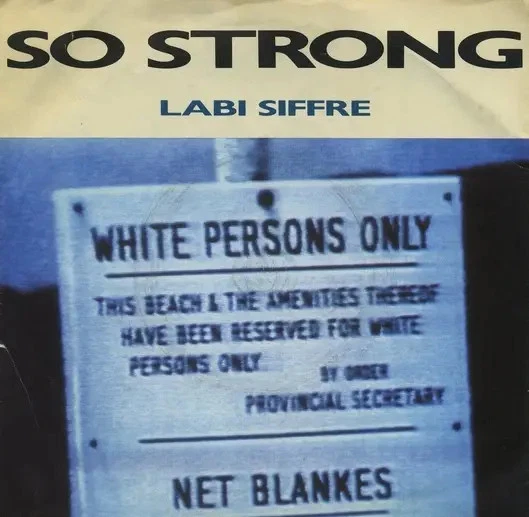 SO STRONG
LABI SIFFRE
WHITE PERSONS ONLY
THIS BEACH & THE AMENITIES THEREOF
HAVE BEEN RESERVED FOR WHITE
PERSONS ONLY
BY ORDER
PROVINCIAL SECRETARY
NET BLANKES